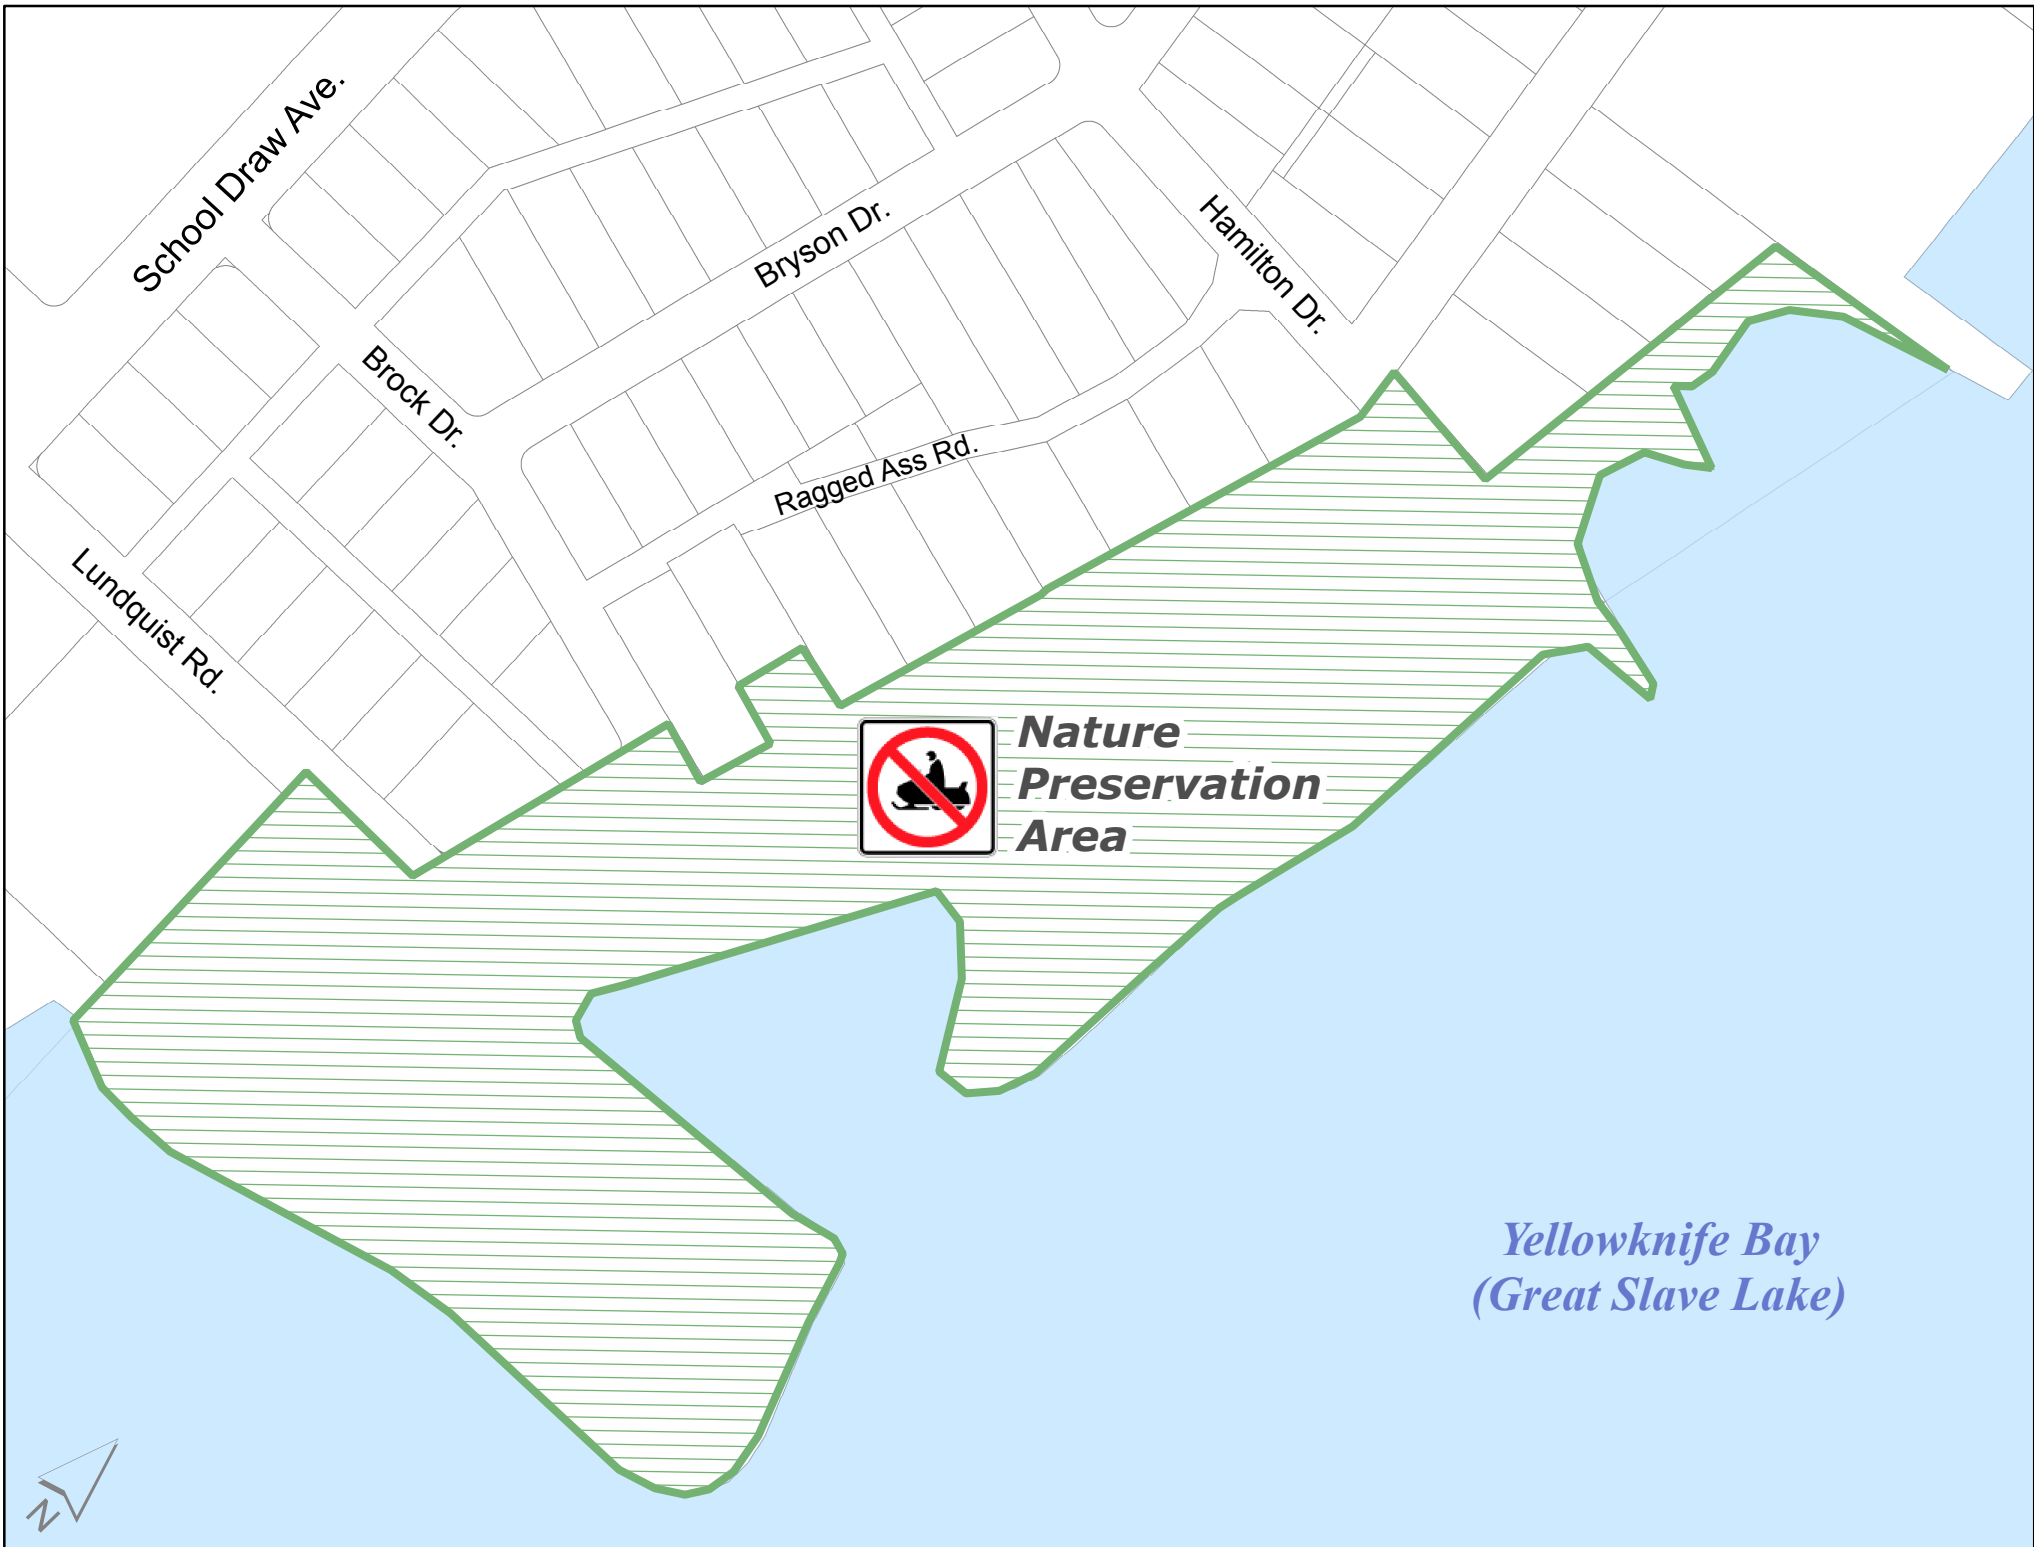 School Draw Ave.
Bryson Dr.
Hamilton Dr.
Brock Dr.
Ragged Ass Rd.
Lundquist Rd.
Nature
Preservation
Area
Yellowknife Bay
(Great Slave Lake)
N